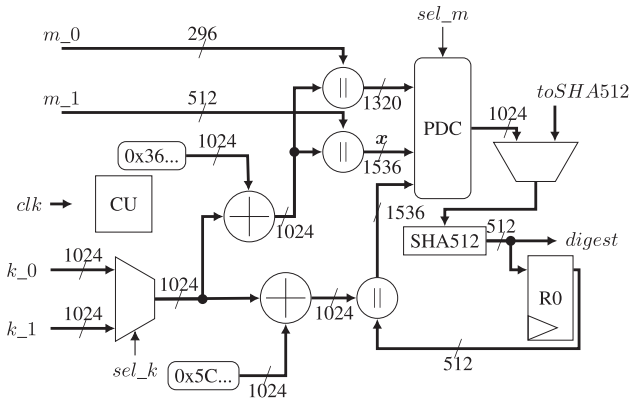 sel_m
m_0
296
m_1
512
||
1320
1024
toSHA512
PDC
1024
0x36...
||
x
1536
clk
CU
1024
1536
SHA512
512
digest
k_0
1024
1024
R0
k_1
1024
1024
||
sel_k
0x5C...
1024
512